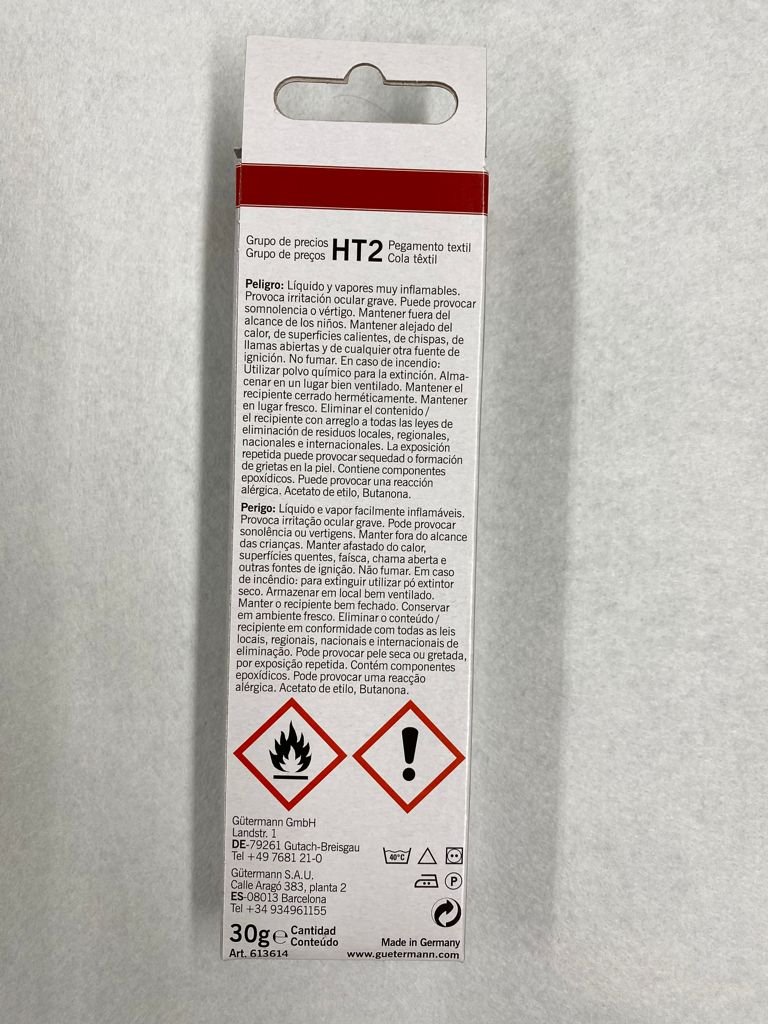 Grupo de precios HT2 Pegamento textil
Grupo de preços Cola têxtil
Peligro: Líquido y vapores muy inflamables.
Provoca irritación ocular grave. Puede provocar
somnolencia o vértigo. Mantener fuera del
alcance de los niños. Mantener alejado del
calor, de superficies calientes, de chispas, de
llamas abiertas y de cualquier otra fuente de
ignición. No fumar. En caso de incendio:
Utilizar polvo químico para la extinción. Alma-
cenar en un lugar bien ventilado. Mantener el
recipiente cerrado herméticamente. Mantener
en lugar fresco. Eliminar el contenido /
el recipiente con arreglo a todas las leyes de
eliminación de residuos locales, regionales,
nacionales e internacionales. La exposición
repetida puede provocar sequedad o formación
de grietas en la piel. Contiene componentes
epoxídicos. Puede provocar una reacción
alérgica. Acetato de etilo, Butanona.
Perigo: Líquido e vapor facilmente inflamáveis.
Provoca irritação ocular grave. Pode provocar
sonolência ou vertigens. Manter fora do alcance
das crianças. Manter afastado do calor,
superfícies quentes, faísca, chama aberta e
outras fontes de ignição. Não fumar. Em caso
de incêndio: para extinguir utilizar pó extintor
seco. Armazenar em local bem ventilado.
Manter o recipiente bem fechado. Conservar
em ambiente fresco. Eliminar o conteúdo /
recipiente em conformidade com todas as leis
locais, regionais, nacionais e internacionais de
eliminação. Pode provocar pele seca ou gretada,
por exposição repetida. Contém componentes
epoxídicos. Pode provocar uma reacção
alérgica. Acetato de etilo, Butanona.
Gütermann GmbH
Landstr. 1
DE-79261 Gutach-Breisgau
Tel +49 7681 21-0
40°C
P
Gütermann S.A.U.
Calle Aragó 383, planta 2
ES-08013 Barcelona
Tel +34 934961155
30g e Cantidad
Conteúdo
Art. 613614
Made in Germany
www.guetermann.com